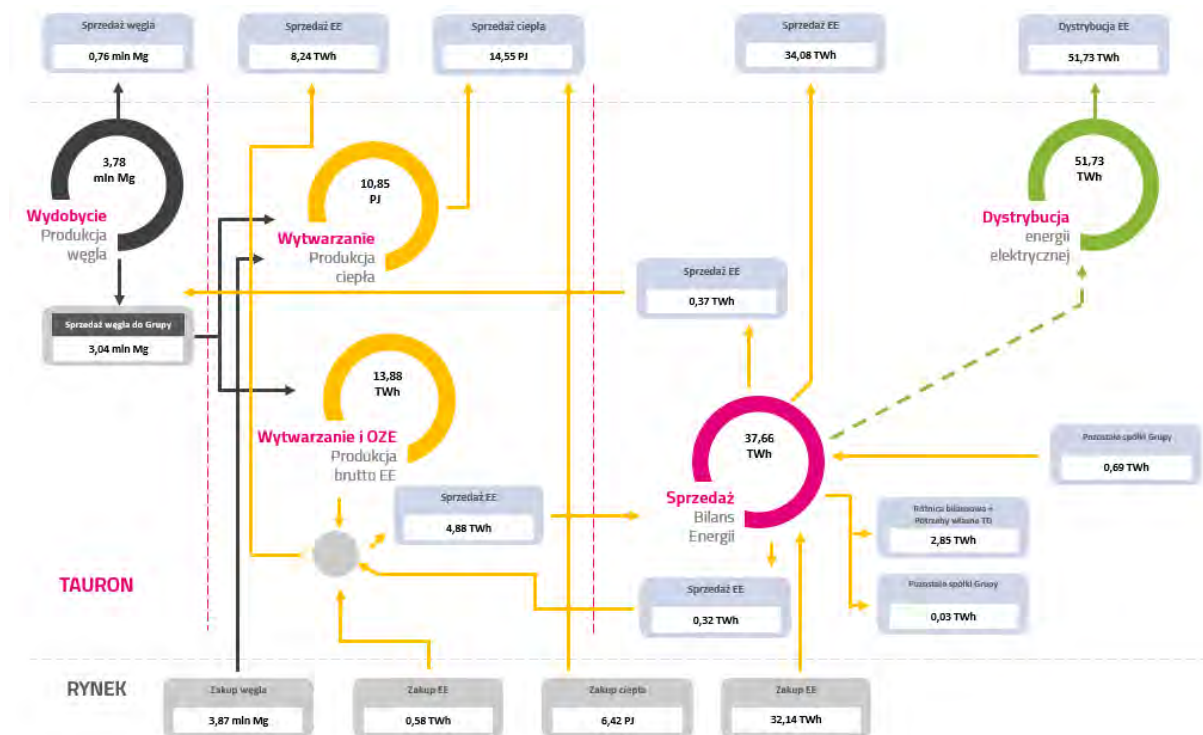 Sprzedaż węgla
0,76 mln Mg
Sprzedaż EE
8,24 TWh
Sprzedaż ciepła
14,55 PJ
Sprzedaż EE
34,08 TWh
Dystrybucja EE
51,73 TWh
3,78
mln Mg
Wydobycie
Produkcja
węgla
10,85
PJ
Wytwarzanie
Produkcja
ciepła
51,73
TWh
Dystrybucja
energii
elektrycznej
Sprzedaż EE
0,37 TWh
Sprzedaż węgla do Grupy
3,04 mln Mg
13,88
TWh
Wytwarzanie i OZE
Produkcja
brutto EE
37,66
TWh
Sprzedaż
Bilans
Energii
Pozostałe spółki Grupy
0,69 TWh
Sprzedaż EE
4,88 TWh
Różnica bilansowa +
Potrzeby własne TD
2,85 TWh
TAURON
Sprzedaż EE
0,32 TWh
Pozostałe spółki Grupy
0,03 TWh
RYNEK
Zakup węgla
3,87 mln Mg
Zakup EE
0,58 TWh
Zakup ciepła
6,42 PJ
Zakup EE
32,14 TWh